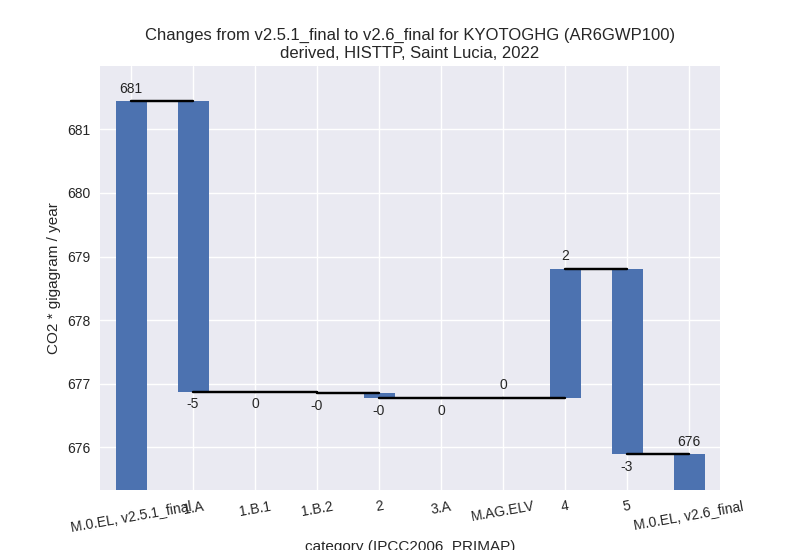 Changes from v2.5.1_final to v2.6_final for KYOTOGHG (AR6GWP100)
derived, HISTTP, Saint Lucia, 2022
CO2 * gigagram / year
681
680
679
678
677
676
681
-5
0
-0
-0
0
0
2
-3
676
M.0.EL, v2.5.1_final
1.A
1.B.1
1.B.2
2
3.A
M.AG.ELV
4
5
M.0.EL, v2.6_final
category (IPCC2006_PRIMAP)